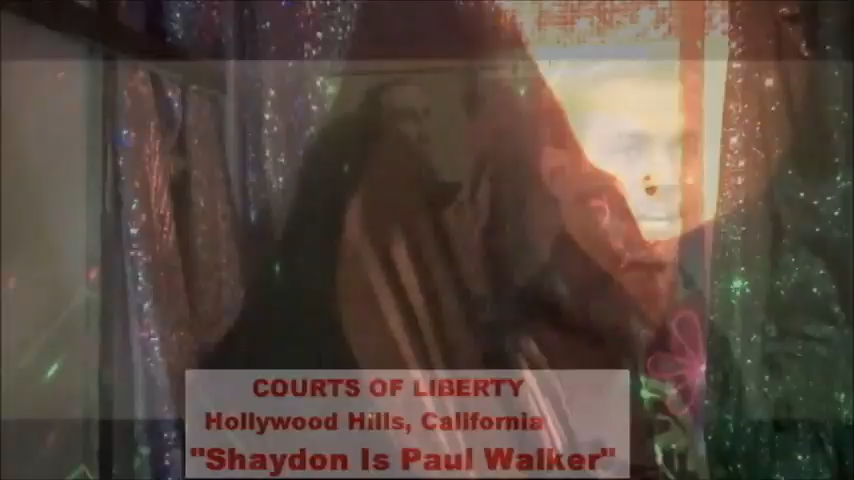 COURTS OF LIBERTY
Hollywood Hills, California
"Shaydon Is Paul Walker"